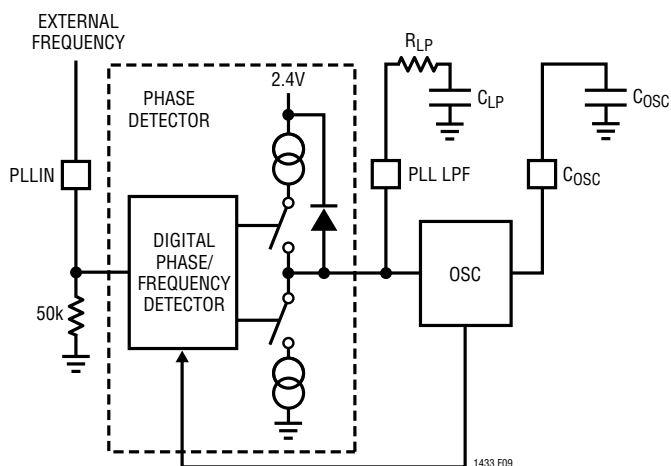 EXTERNAL
FREQUENCY
PHASE
DETECTOR
2.4V
R_LP
C_LP
C_OSC
PLLIN
PLL LPF
C_OSC
DIGITAL
PHASE/
FREQUENCY
DETECTOR
OSC
50k
1433 F09